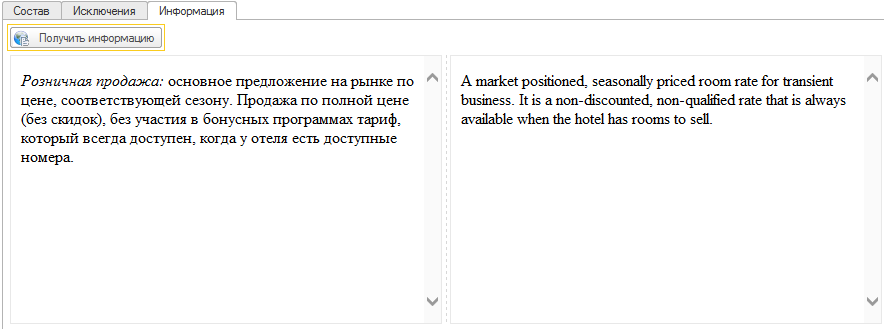 Состав Исключения Информация
Получить информацию
Розничная продажа: основное предложение на рынке по
цене, соответствующей сезону. Продажа по полной цене
(без скидок), без участия в бонусных программах тариф,
который всегда доступен, когда у отеля есть доступные
номера.
A market positioned, seasonally priced room rate for transient
business. It is a non-discounted, non-qualified rate that is always
available when the hotel has rooms to sell.